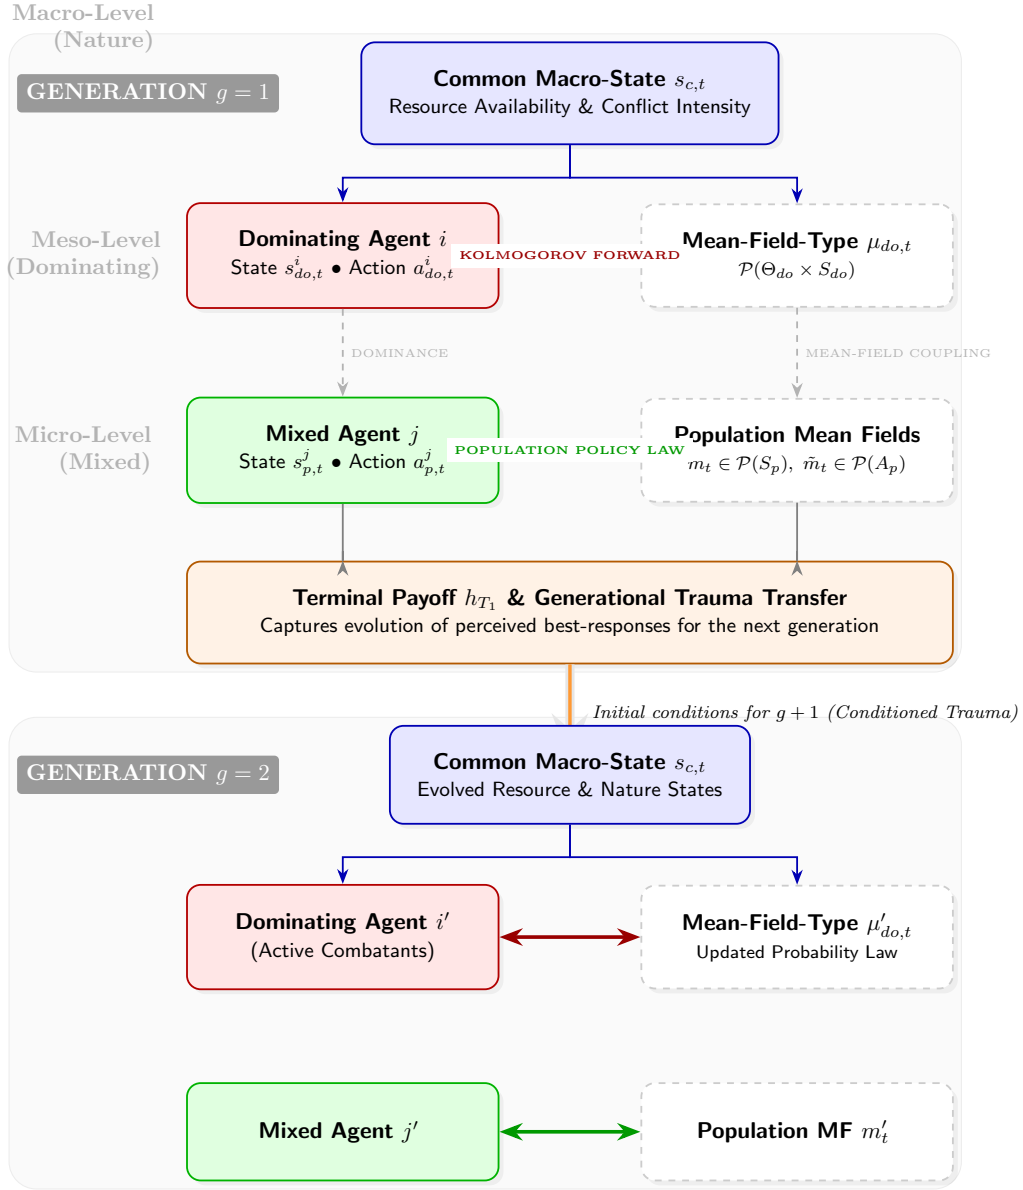 Macro-Level
(Nature)
GENERATION g = 1
Common Macro-State s_{c,t}
Resource Availability & Conflict Intensity
Meso-Level
(Dominating)
Dominating Agent i
State s^i_{do,t} • Action a^i_{do,t}
KOLMOGOROV FORWARD
Mean-Field-Type μ_{do,t}
𝒫(Θ_{do} × S_{do})
DOMINANCE
MEAN-FIELD COUPLING
Micro-Level
(Mixed)
Mixed Agent j
State s^j_{p,t} • Action a^j_{p,t}
POPULATION POLICY LAW
Population Mean Fields
m_t ∈ 𝒫(S_p), m̃_t ∈ 𝒫(A_p)
Terminal Payoff h_{T_1} & Generational Trauma Transfer
Captures evolution of perceived best-responses for the next generation
Initial conditions for g + 1 (Conditioned Trauma)
GENERATION g = 2
Common Macro-State s_{c,t}
Evolved Resource & Nature States
Dominating Agent i′
(Active Combatants)
Mean-Field-Type μ′_{do,t}
Updated Probability Law
Mixed Agent j′
Population MF m′_t